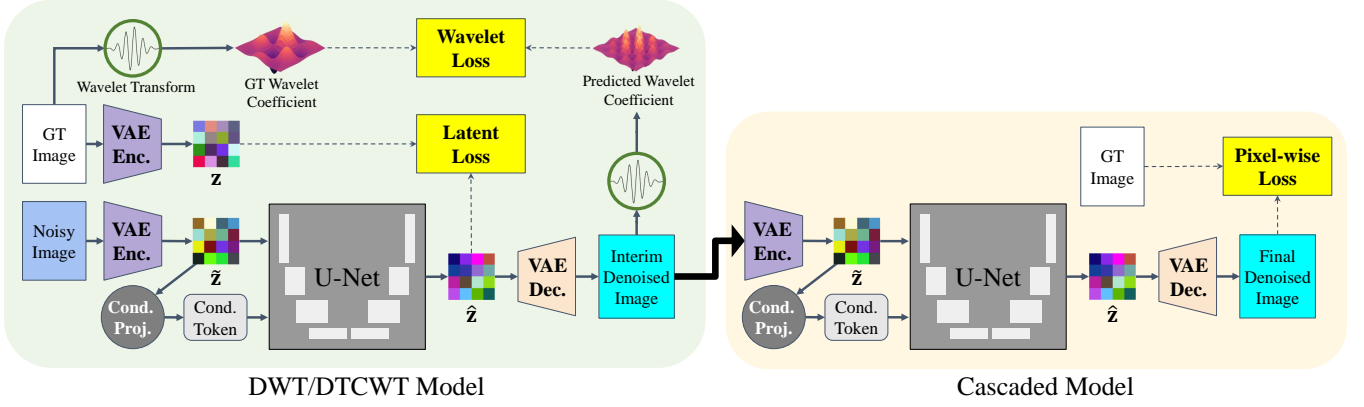 Wavelet Transform
GT Wavelet
Coefficient
Wavelet
Loss
Predicted Wavelet
Coefficient
GT
Image
VAE
Enc.
z
Latent
Loss
Noisy
Image
VAE
Enc.
z̃
Cond.
Proj.
Cond.
Token
U-Net
ẑ
VAE
Dec.
Interim
Denoised
Image
DWT/DTCWT Model
GT
Image
Pixel-wise
Loss
VAE
Enc.
z̃
Cond.
Proj.
Cond.
Token
U-Net
ẑ
VAE
Dec.
Final
Denoised
Image
Cascaded Model